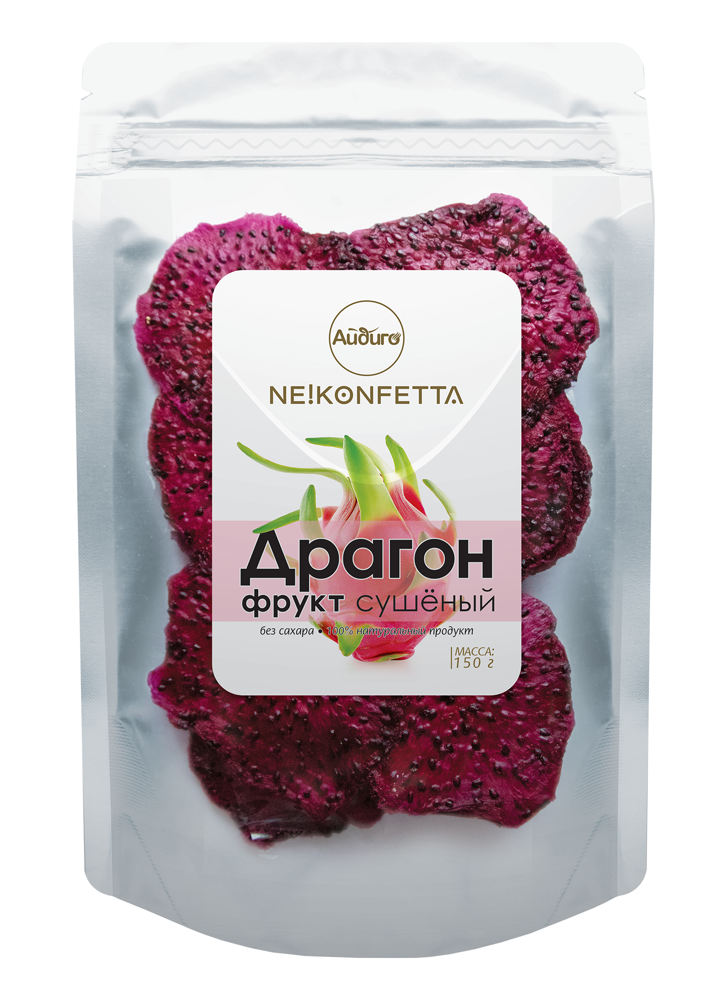 Айдиго
NE!KONFETTA
Драгон
фрукт сушёный
без сахара • 100% натуральный продукт
МАССА:
150 г